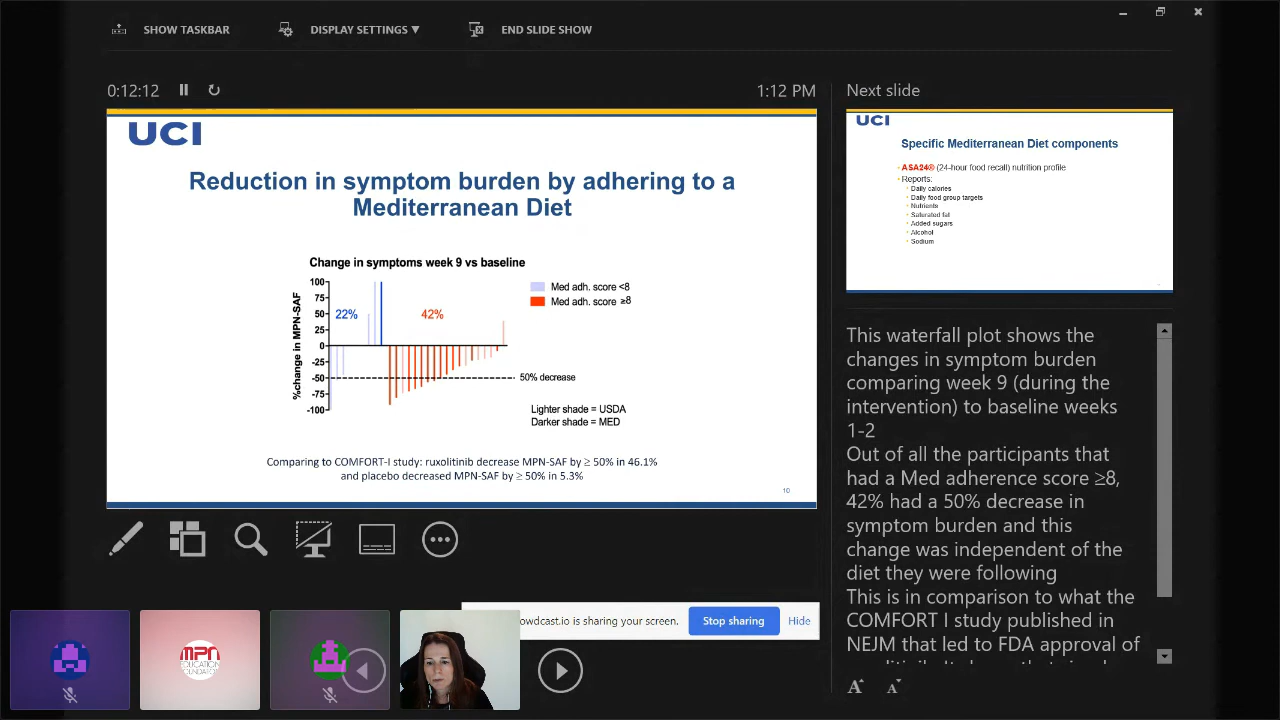 SHOW TASKBAR
DISPLAY SETTINGS ▼
END SLIDE SHOW
0:12:12
1:12 PM
UCI
Reduction in symptom burden by adhering to a
Mediterranean Diet
Change in symptoms week 9 vs baseline
%change in MPN-SAF
100
75
50
25
0
-25
-50
-75
-100
22%
42%
Med adh. score <8
Med adh. score ≥8
50% decrease
Lighter shade = USDA
Darker shade = MED
Comparing to COMFORT-I study: ruxolitinib decrease MPN-SAF by ≥ 50% in 46.1%
and placebo decreased MPN-SAF by ≥ 50% in 5.3%
10
Next slide
UCI
Specific Mediterranean Diet components
• ASA24® (24-hour food recall) nutrition profile
• Reports:
• Daily calories
• Daily food group targets
• Nutrients
• Saturated fat
• Added sugars
• Alcohol
• Sodium
This waterfall plot shows the
changes in symptom burden
comparing week 9 (during the
intervention) to baseline weeks
1-2
Out of all the participants that
had a Med adherence score ≥8,
42% had a 50% decrease in
symptom burden and this
change was independent of the
diet they were following
This is in comparison to what the
COMFORT I study published in
NEJM that led to FDA approval of
A A
is sharing your screen.
Stop sharing
Hide
mpn
EDUCATION